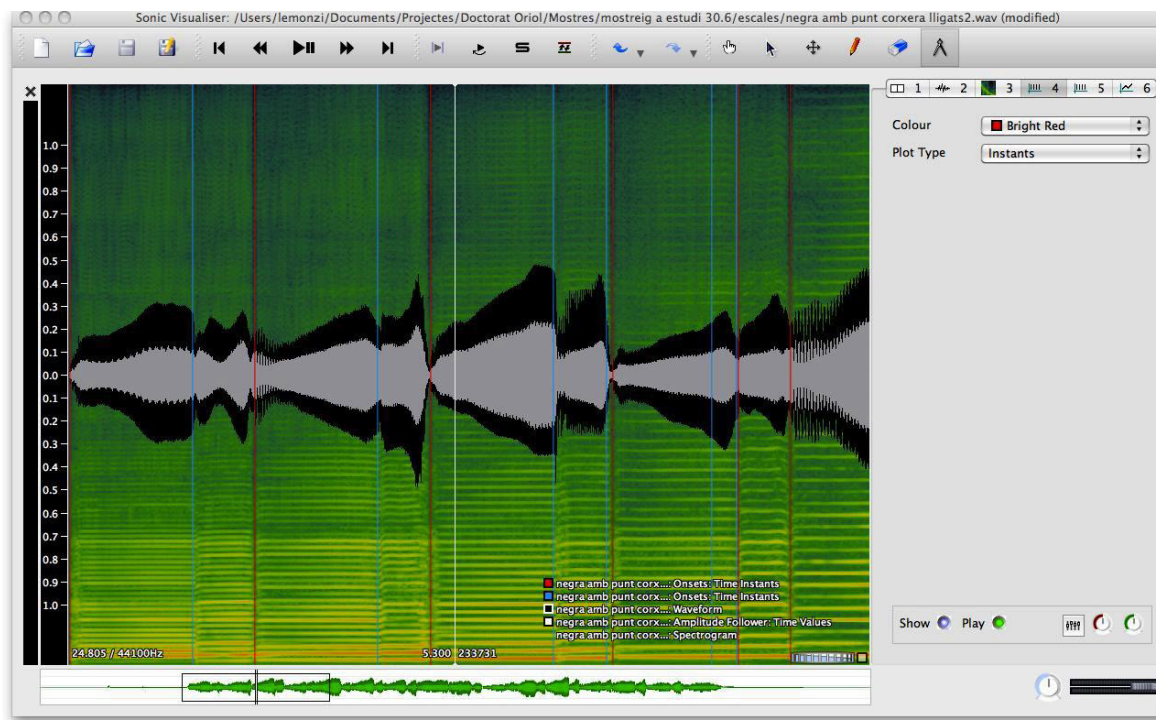 Sonic Visualiser: /Users/lemonzi/Documents/Projectes/Doctorat Oriol/Mostres/mostreig a estudi 30.6/escales/negra amb punt corxera lligats2.wav (modified)
1 2 3 4 5 6
Colour Bright Red
Plot Type Instants
1.0
0.9
0.8
0.7
0.6
0.5
0.4
0.3
0.2
0.1
0.0
0.1
0.2
0.3
0.4
0.5
0.6
0.7
0.8
0.9
1.0
negra amb punt corx...: Onsets: Time Instants
negra amb punt corx...: Onsets: Time Instants
negra amb punt corx...: Waveform
negra amb punt corx...: Amplitude Follower: Time Values
negra amb punt corx...: Spectrogram
24.805 / 44100Hz 5.300 233731
Show Play